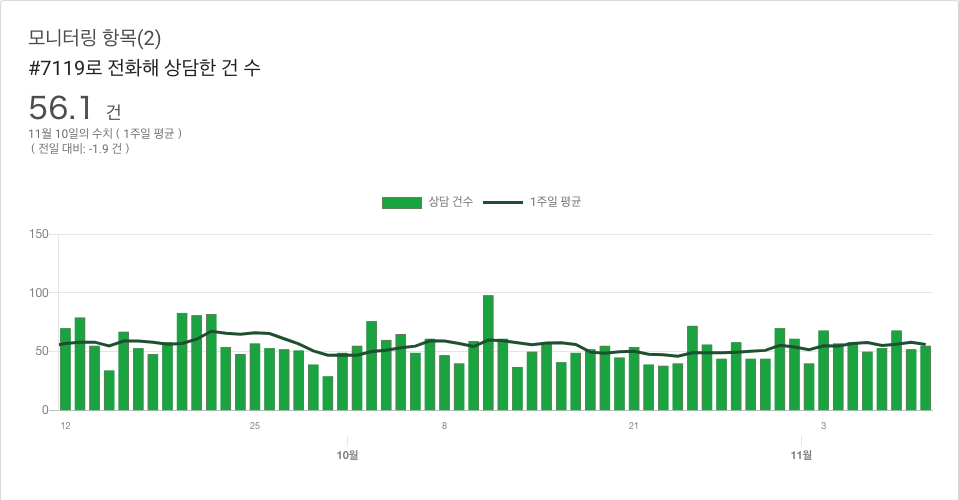 모니터링 항목(2)
#7119로 전화해 상담한 건 수
56.1 건
11월 10일의 수치 ( 1주일 평균 )
( 전일 대비: -1.9 건 )
상담 건수 1주일 평균
150
100
50
0
12 25 8 21 3
10월 11월